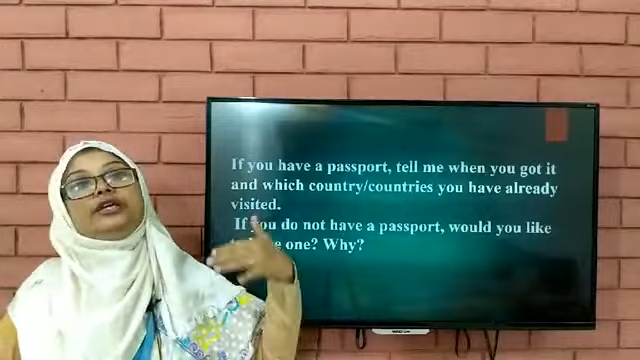 If you have a passport, tell me when you got it
and which country/countries you have already
visited.
If you do not have a passport, would you like
one? Why?